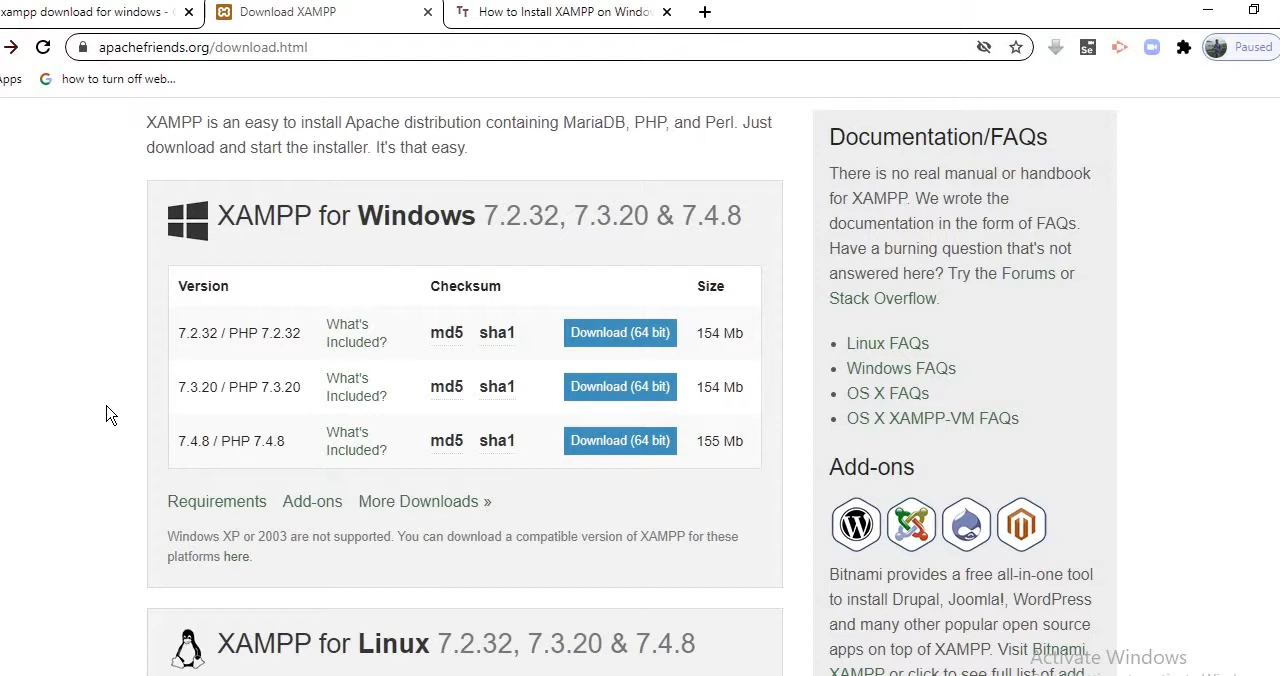 xampp download for windows -
Download XAMPP
How to Install XAMPP on Windo
apachefriends.org/download.html
Se
Paused
pps
G how to turn off web...
XAMPP is an easy to install Apache distribution containing MariaDB, PHP, and Perl. Just
download and start the installer. It's that easy.
XAMPP for Windows 7.2.32, 7.3.20 & 7.4.8
Version Checksum Size
7.2.32 / PHP 7.2.32 What's Included? md5 sha1 Download (64 bit) 154 Mb
7.3.20 / PHP 7.3.20 What's Included? md5 sha1 Download (64 bit) 154 Mb
7.4.8 / PHP 7.4.8 What's Included? md5 sha1 Download (64 bit) 155 Mb
Requirements Add-ons More Downloads »
Windows XP or 2003 are not supported. You can download a compatible version of XAMPP for these
platforms here.
XAMPP for Linux 7.2.32, 7.3.20 & 7.4.8
Documentation/FAQs
There is no real manual or handbook
for XAMPP. We wrote the
documentation in the form of FAQs.
Have a burning question that's not
answered here? Try the Forums or
Stack Overflow.
• Linux FAQs
• Windows FAQs
• OS X FAQs
• OS X XAMPP-VM FAQs
Add-ons
Bitnami provides a free all-in-one tool
to install Drupal, Joomla!, WordPress
and many other popular open source
apps on top of XAMPP. Visit Bitnami
XAMPP or click to see full list of add
Activate Windows